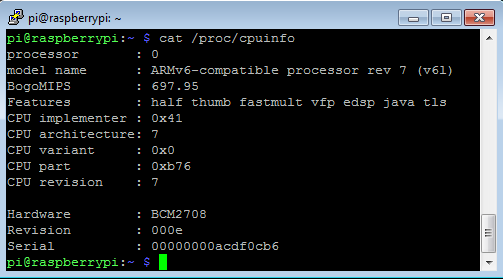 pi@raspberrypi: ~
pi@raspberrypi:~ $ cat /proc/cpuinfo
processor       : 0
model name      : ARMv6-compatible processor rev 7 (v6l)
BogoMIPS        : 697.95
Features        : half thumb fastmult vfp edsp java tls
CPU implementer : 0x41
CPU architecture: 7
CPU variant     : 0x0
CPU part        : 0xb76
CPU revision    : 7

Hardware        : BCM2708
Revision        : 000e
Serial          : 00000000acdf0cb6
pi@raspberrypi:~ $